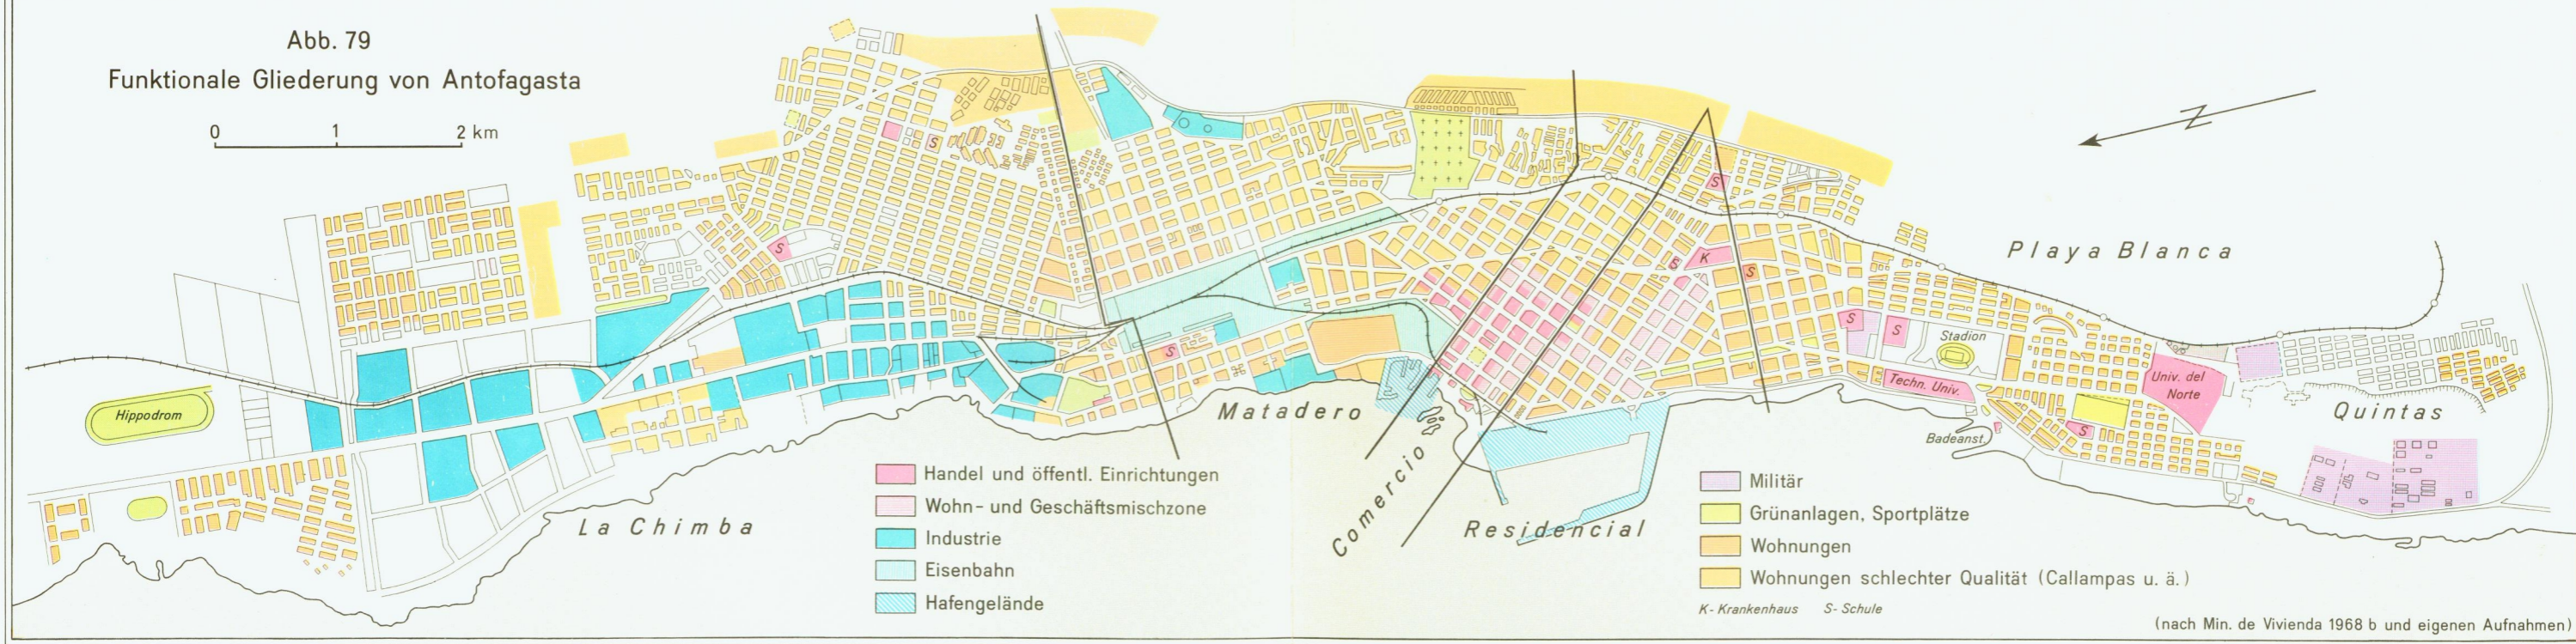 Abb. 79
Funktionale Gliederung von Antofagasta
0 1 2 km
N
S
S
S
S
S
K
S
S
S
Playa Blanca
Stadion
Techn. Univ.
Univ. del
Norte
S
Quintas
Badeanst.
Hippodrom
S
Matadero
Comercio
Residencial
La Chimba
Handel und öffentl. Einrichtungen
Wohn- und Geschäftsmischzone
Industrie
Eisenbahn
Hafengelände
Militär
Grünanlagen, Sportplätze
Wohnungen
Wohnungen schlechter Qualität (Callampas u. ä.)
K- Krankenhaus S- Schule
(nach Min. de Vivienda 1968 b und eigenen Aufnahmen)